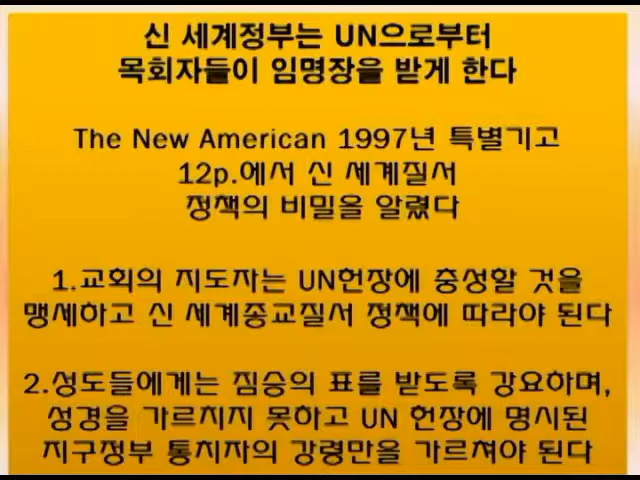 신 세계정부는 UN으로부터
목회자들이 임명장을 받게 한다
The New American 1997년 특별기고
12p.에서 신 세계질서
정책의 비밀을 알렸다
1.교회의 지도자는 UN헌장에 충성할 것을
맹세하고 신 세계종교질서 정책에 따라야 된다
2.성도들에게는 짐승의 표를 받도록 강요하며,
성경을 가르치지 못하고 UN 헌장에 명시된
지구정부 통치자의 강령만을 가르쳐야 된다